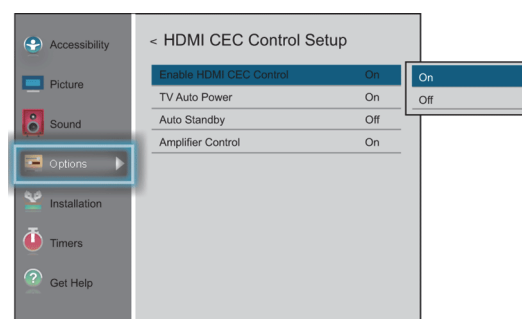 Accessibility
Picture
Sound
Options
Installation
Timers
Get Help
< HDMI CEC Control Setup
Enable HDMI CEC Control On
TV Auto Power On
Auto Standby Off
Amplifier Control On
On
Off